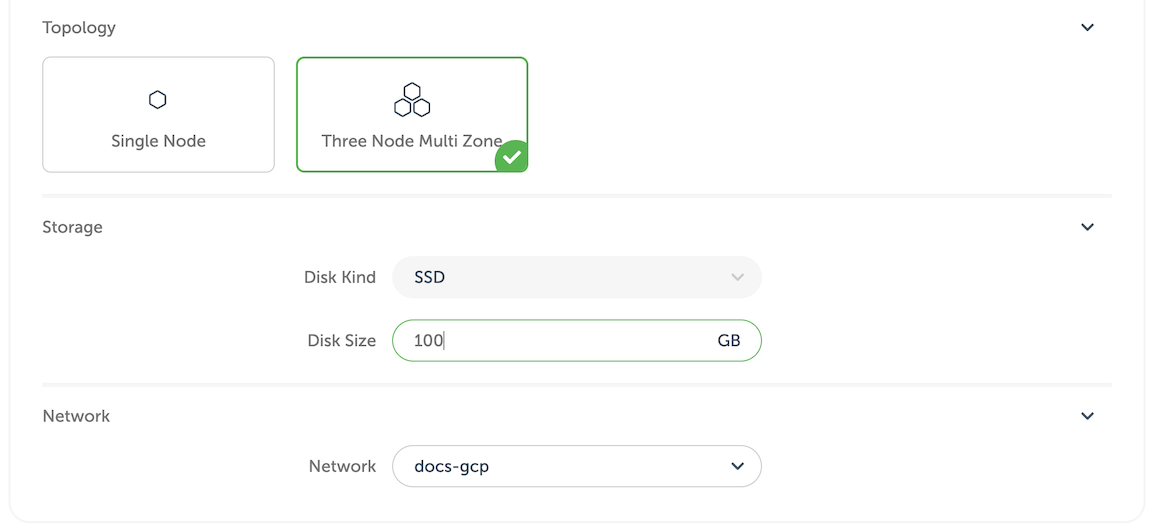 Topology
Single Node
Three Node Multi Zone
Storage
Disk Kind SSD
Disk Size 100 GB
Network
Network docs-gcp